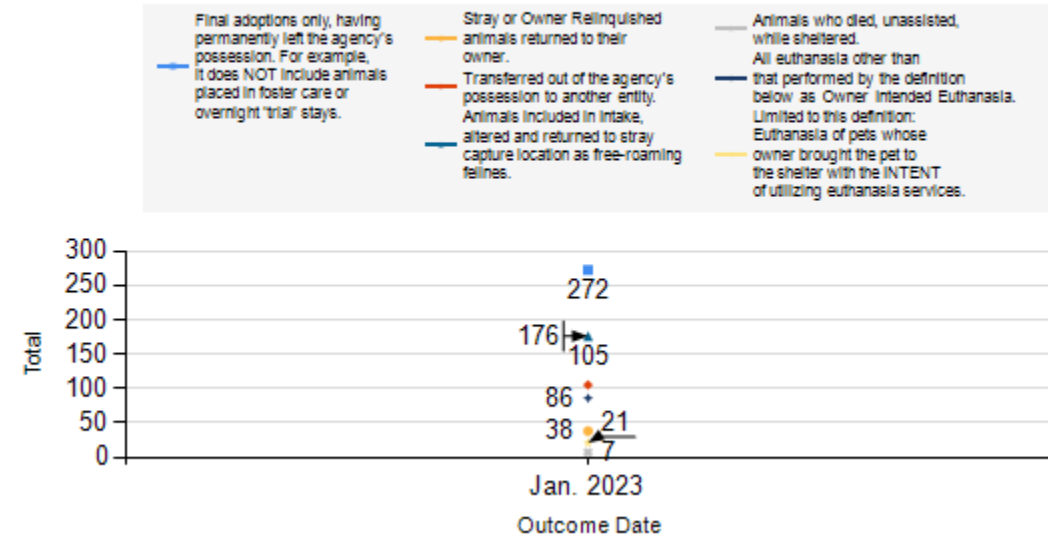 Final adoptions only, having
permanently left the agency's
possession. For example,
it does NOT include animals
placed in foster care or
overnight "trial" stays.
Stray or Owner Relinquished
animals returned to their
owner.
Transferred out of the agency's
possession to another entity.
Animals included in intake,
altered and returned to stray
capture location as free-roaming
felines.
Animals who died, unassisted,
while sheltered.
All euthanasia other than
that performed by the definition
below as Owner Intended Euthanasia.
Limited to this definition:
Euthanasia of pets whose
owner brought the pet to
the shelter with the INTENT
of utilizing euthanasia services.
300
250
200
150
100
50
0
Total
272
176
105
86
38
21
7
Jan. 2023
Outcome Date